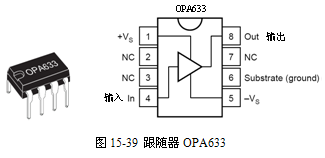 OPA633
OPA633
+VS 1 8 Out 输出
NC 2 7 NC
NC 3 6 Substrate (ground)
输入 In 4 5 –VS
图 15-39 跟随器 OPA633